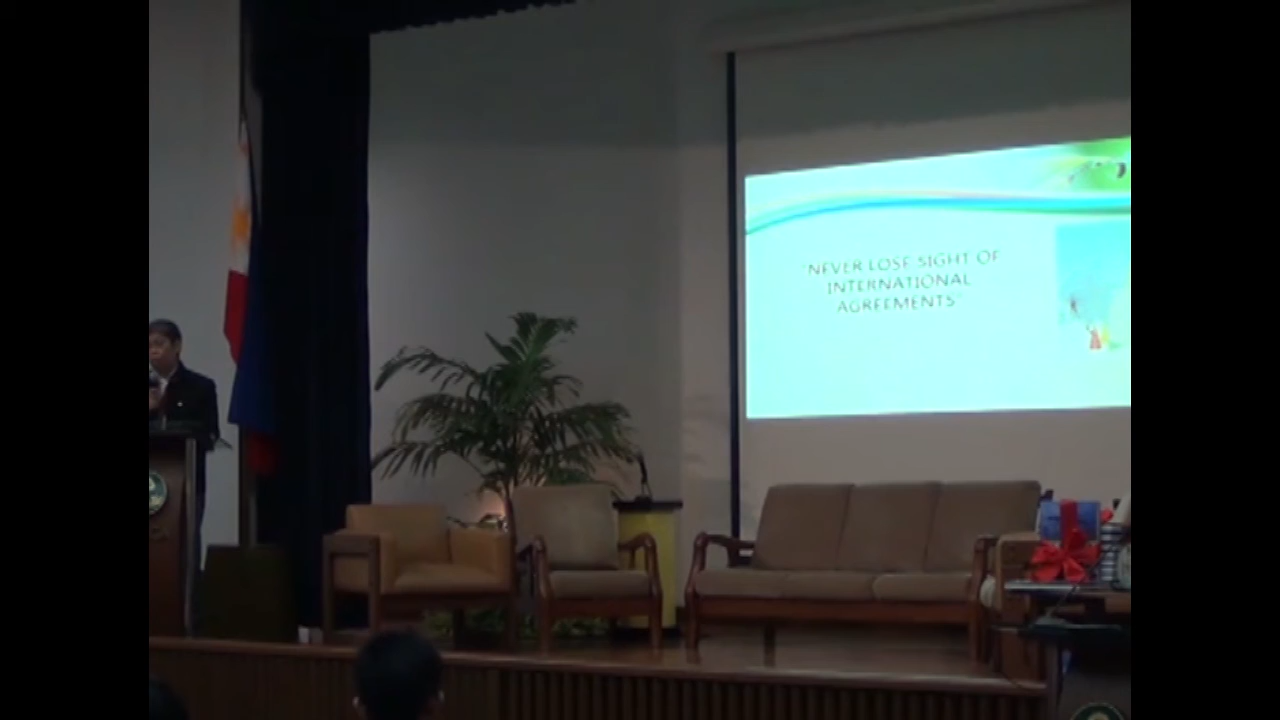 "NEVER LOSE SIGHT OF
INTERNATIONAL
AGREEMENTS"